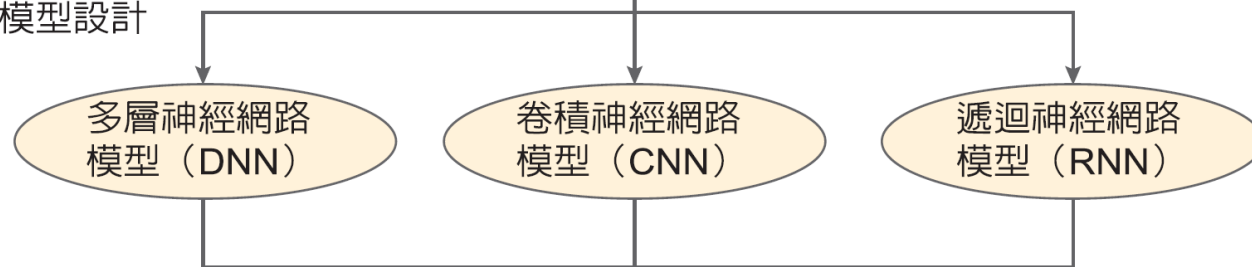 模型設計
多層神經網路
模型（DNN）
卷積神經網路
模型（CNN）
遞迴神經網路
模型（RNN）